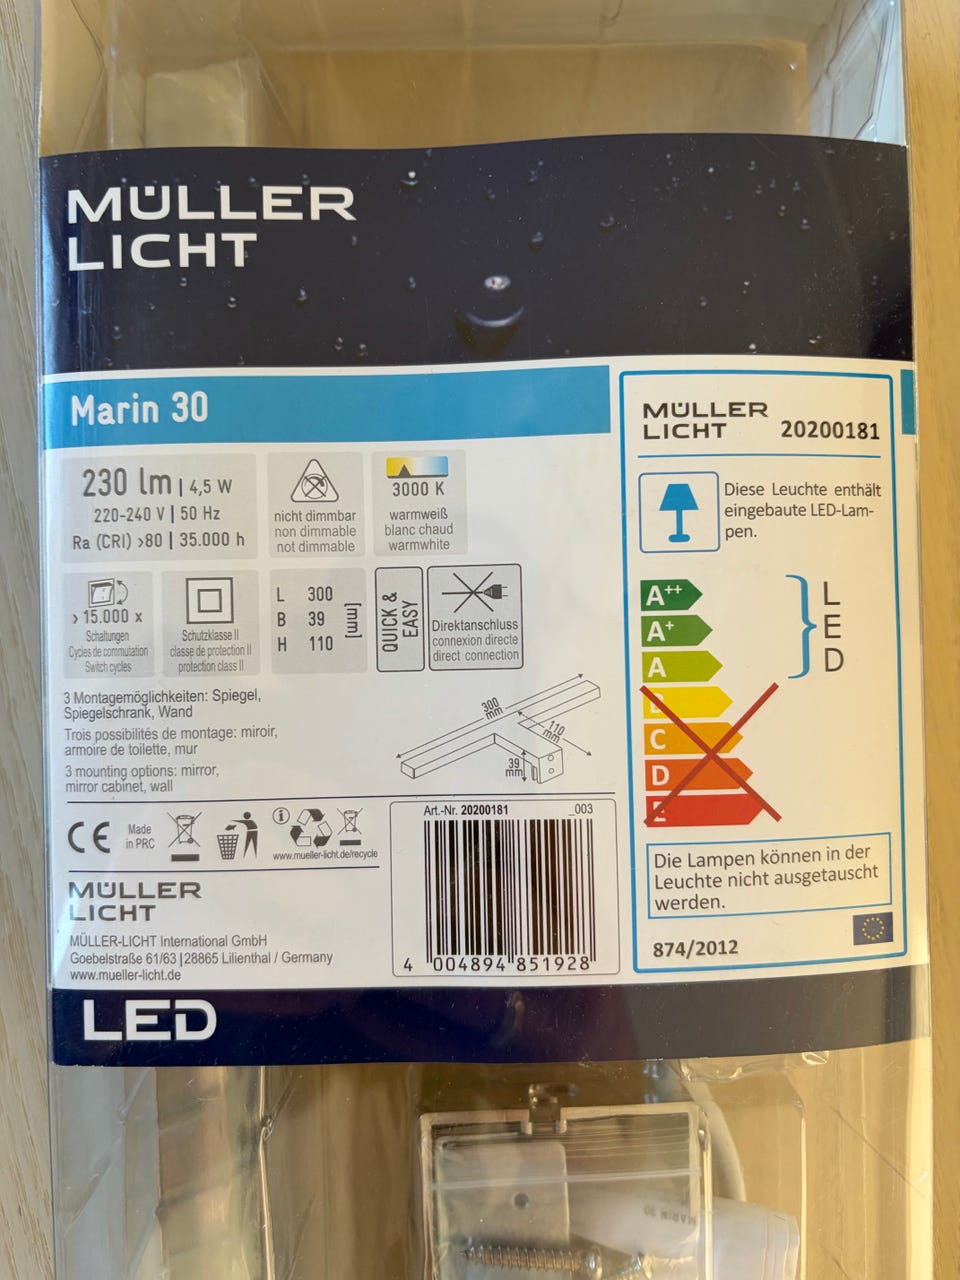 MÜLLER
LICHT
Marin 30
230 lm | 4,5 W
220-240 V | 50 Hz
Ra (CRI) >80 | 35.000 h
nicht dimmbar
non dimmable
not dimmable
3000 K
warmweiß
blanc chaud
warmwhite
> 15.000 x
Schaltungen
Cycles de commutation
Switch cycles
Schutzklasse II
classe de protection II
protection class II
L 300
B 39
H 110
[mm]
QUICK &
EASY
Direktanschluss
connexion directe
direct connection
3 Montagemöglichkeiten: Spiegel,
Spiegelschrank, Wand
Trois possibilités de montage: miroir,
armoire de toilette, mur
3 mounting options: mirror,
mirror cabinet, wall
300
mm
110
mm
39
mm
CE
Made
in PRC
www.mueller-licht.de/recycle
MÜLLER
LICHT
MÜLLER-LICHT International GmbH
Goebelstraße 61/63 | 28865 Lilienthal / Germany
www.mueller-licht.de
Art.-Nr. 20200181 _003
4 004894 851928
LED
MÜLLER
LICHT 20200181
Diese Leuchte enthält
eingebaute LED-Lam-
pen.
A++
A+
A
B
C
D
E
L
E
D
Die Lampen können in der
Leuchte nicht ausgetauscht
werden.
874/2012
MARIN 30